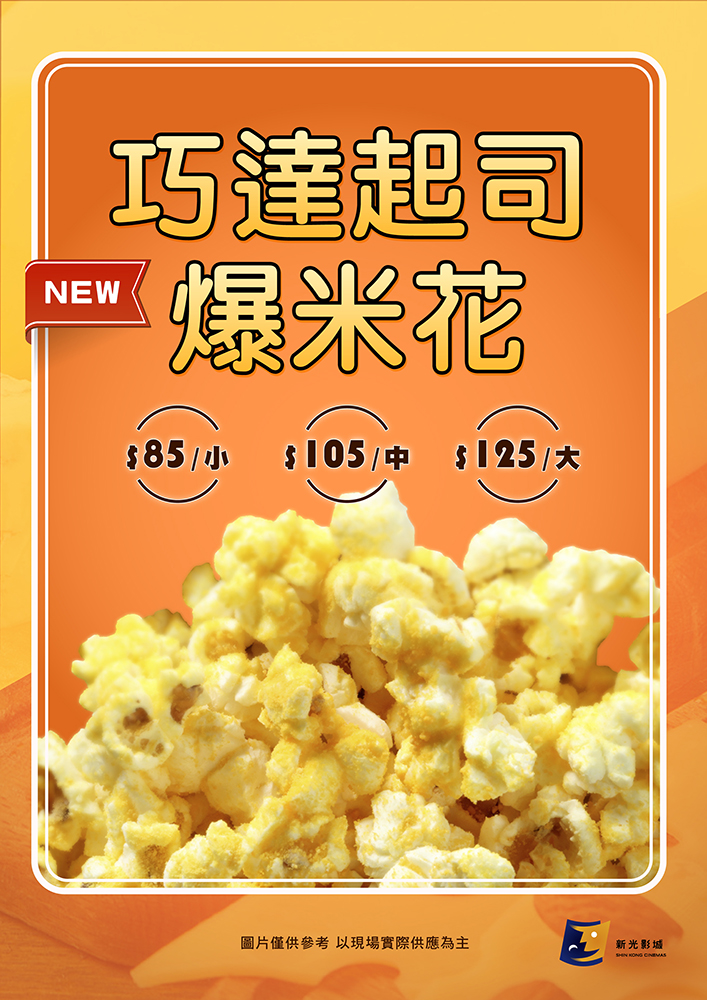 巧達起司
NEW
爆米花
$85/小
$105/中
$125/大
圖片僅供參考 以現場實際供應為主
新光影城
SHIN KONG CINEMAS